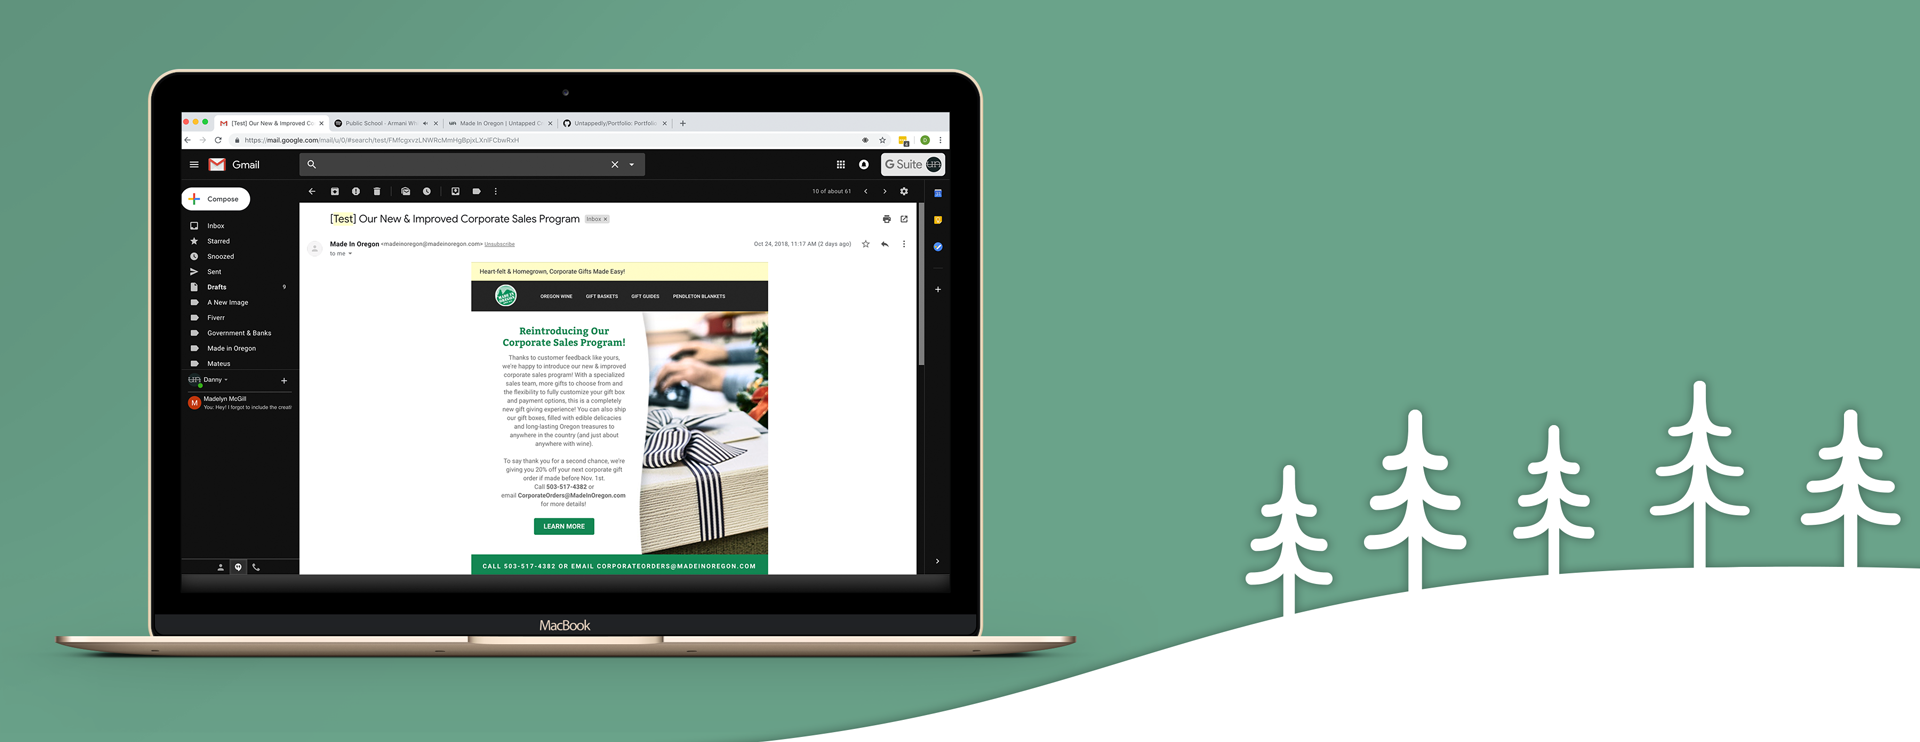 [Test] Our New & Improved Co
Public School - Armani Wh
Made In Oregon | Untapped C
Untappedly/Portfolio: Portfolio
https://mail.google.com/mail/u/0/#search/test/FMfcgxvzLNWRcMmHgBpjxLXnlFCbwRxH
Gmail
G Suite
Compose
10 of about 61
Inbox
Starred
Snoozed
Sent
Drafts 9
A New Image
Fiverr
Government & Banks
Made in Oregon
Mateus
Danny
M
Madelyn McGill
You: Hey! I forgot to include the creati
[Test] Our New & Improved Corporate Sales Program Inbox x
Made In Oregon <madeinoregon@madeinoregon.com> Unsubscribe
Oct 24, 2018, 11:17 AM (2 days ago)
to me
Heart-felt & Homegrown, Corporate Gifts Made Easy!
MADE IN OREGON
OREGON WINE GIFT BASKETS GIFT GUIDES PENDLETON BLANKETS
Reintroducing Our
Corporate Sales Program!
Thanks to customer feedback like yours,
we're happy to introduce our new & improved
corporate sales program! With a specialized
sales team, more gifts to choose from and
the flexibility to fully customize your gift box
and payment options, this is a completely
new gift giving experience! You can also ship
our gift boxes, filled with edible delicacies
and long-lasting Oregon treasures to
anywhere in the country (and just about
anywhere with wine).
To say thank you for a second chance, we're
giving you 20% off your next corporate gift
order if made before Nov. 1st.
Call 503-517-4382 or
email CorporateOrders@MadeInOregon.com
for more details!
LEARN MORE
CALL 503-517-4382 OR EMAIL CORPORATEORDERS@MADEINOREGON.COM
MacBook